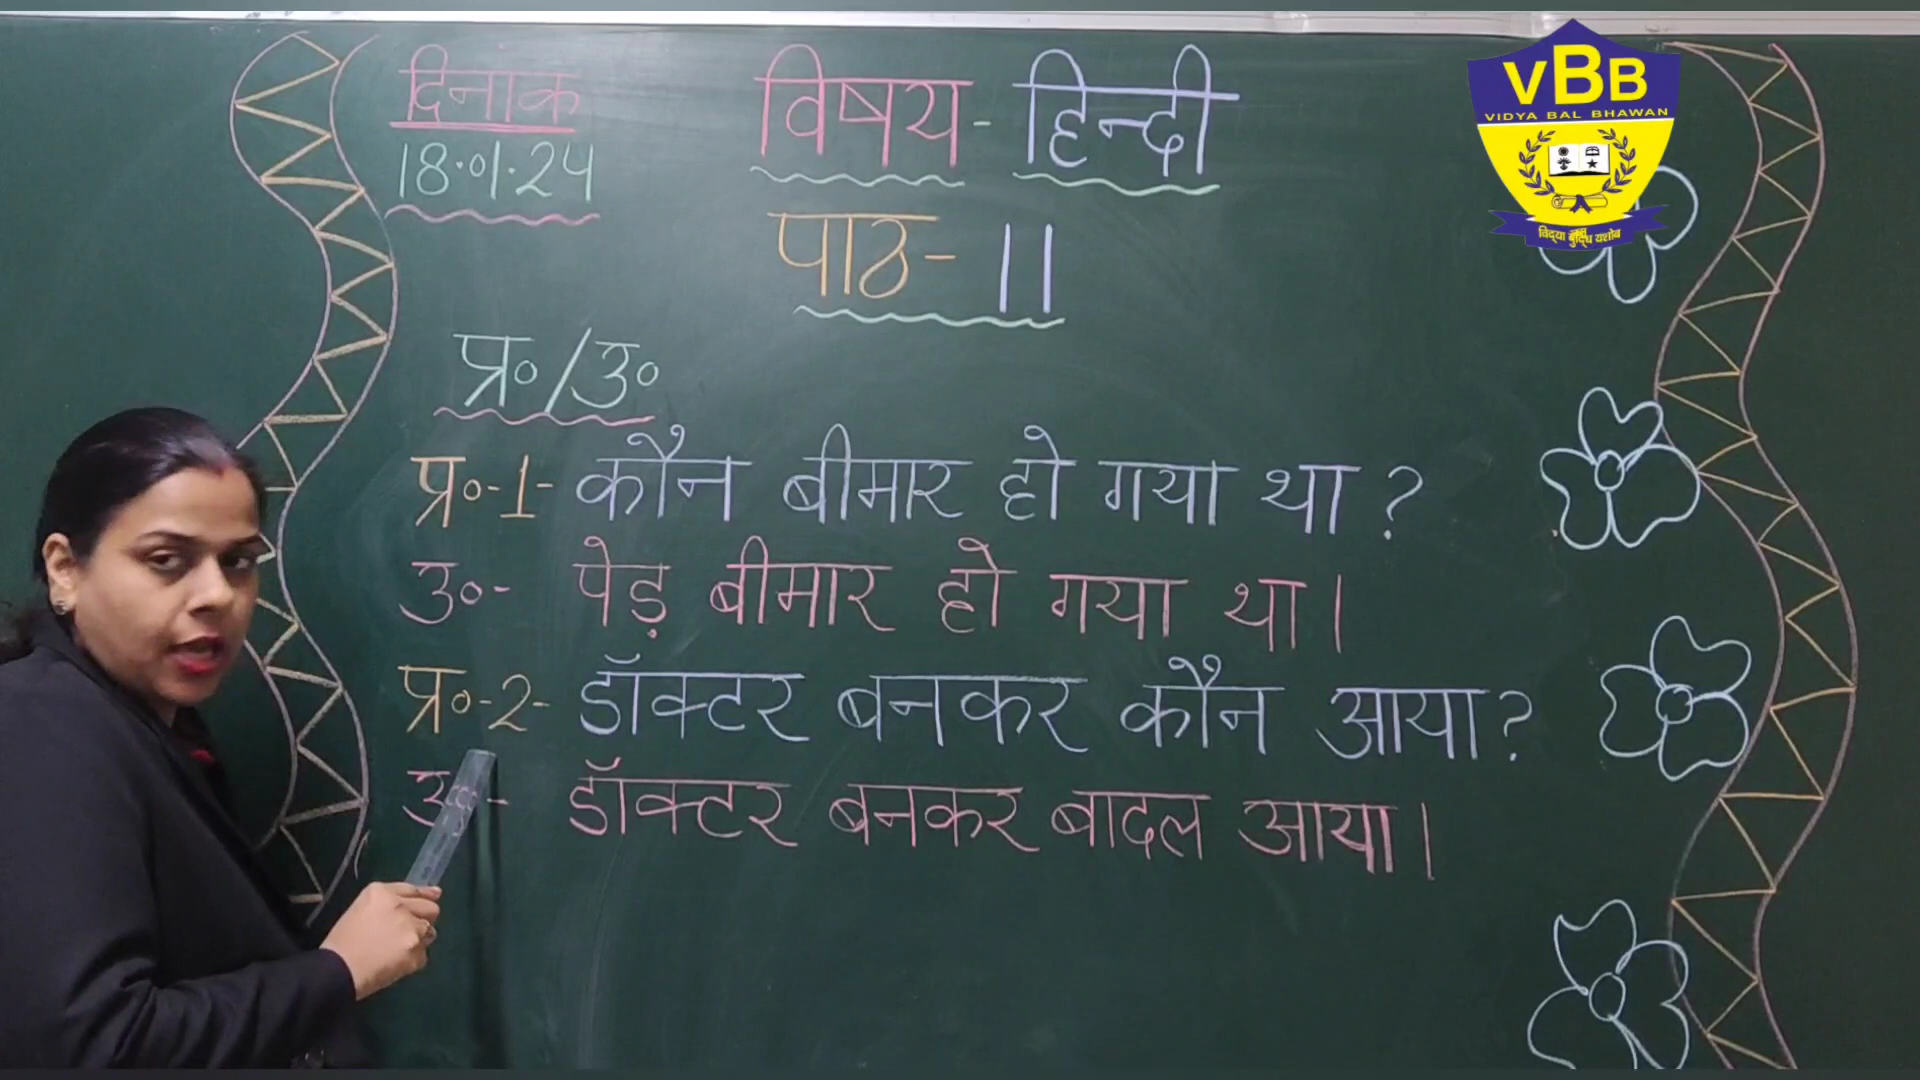 दिनाक
18.01.24
विषय - हिन्दी
पाठ - 11
प्र०/उ०
प्र०-1- कौन बीमार हो गया था ?
उ०- पेड़ बीमार हो गया था।
प्र०-2- डॉक्टर बनकर कौन आया?
उ०- डॉक्टर बनकर बादल आया।
VBB
VIDYA BAL BHAWAN